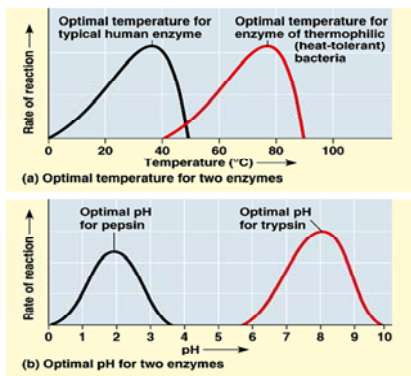 Optimal temperature for
typical human enzyme
Optimal temperature for
enzyme of thermophilic
(heat-tolerant)
bacteria
Rate of reaction
0 20 40 60 80 100
Temperature (°C)
(a) Optimal temperature for two enzymes
Optimal pH
for pepsin
Optimal pH
for trypsin
Rate of reaction
0 1 2 3 4 5 6 7 8 9 10
pH
(b) Optimal pH for two enzymes